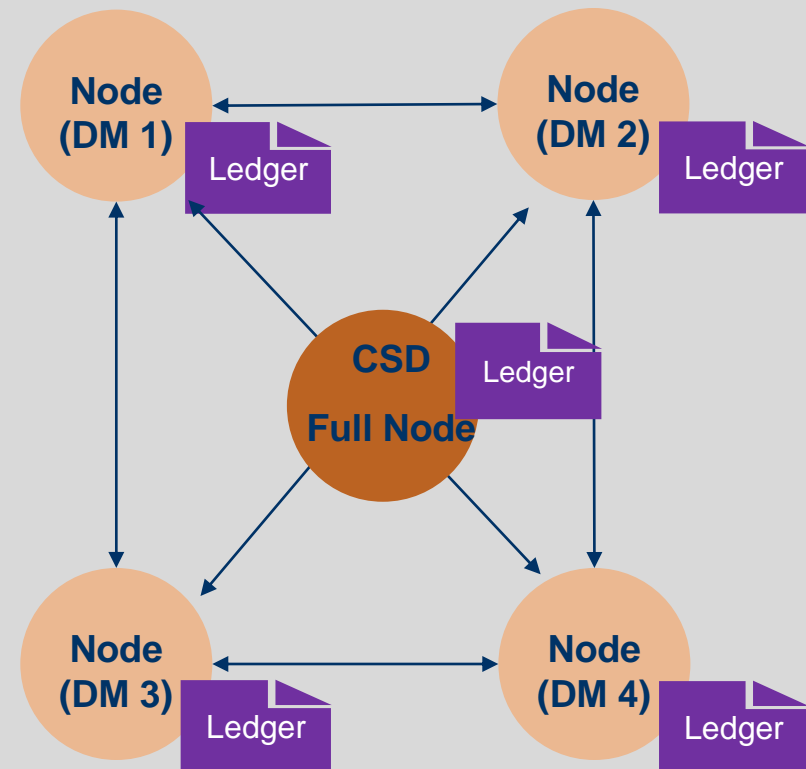 Node
(DM 1)
Ledger
Node
(DM 2)
Ledger
CSD
Full Node
Ledger
Node
(DM 3)
Ledger
Node
(DM 4)
Ledger